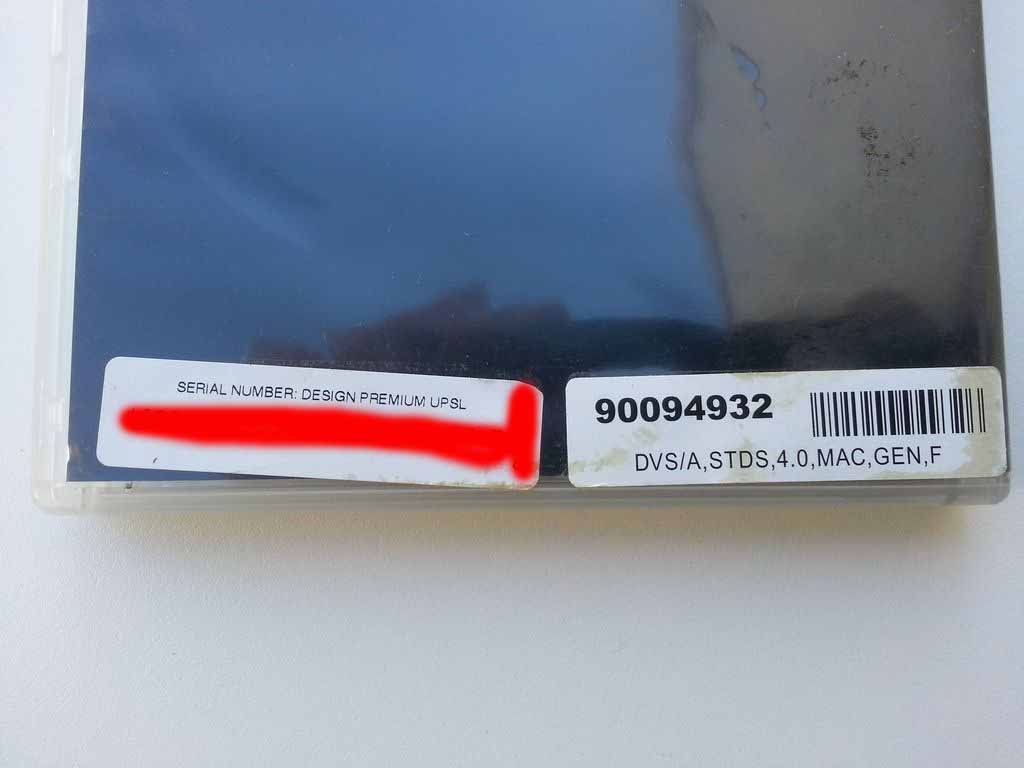 SERIAL NUMBER: DESIGN PREMIUM UPSL
90094932
DVS/A,STDS,4.0,MAC,GEN,F